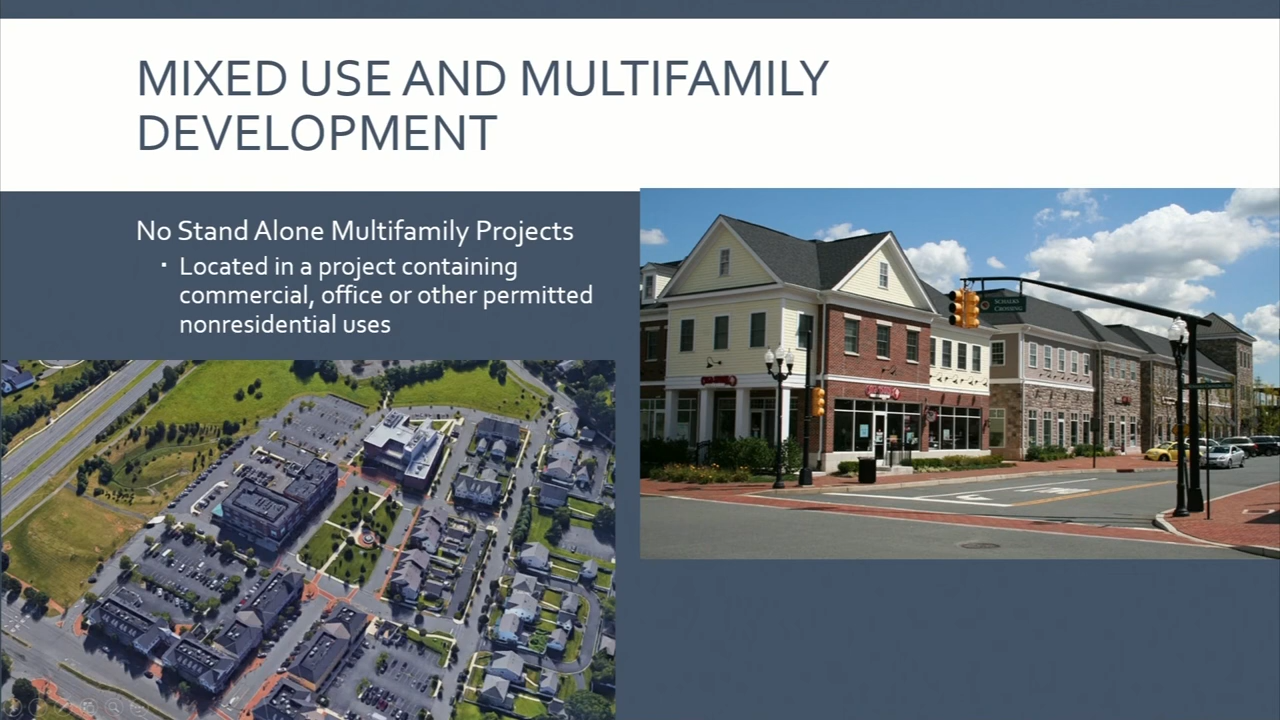 MIXED USE AND MULTIFAMILY
DEVELOPMENT
No Stand Alone Multifamily Projects
▪ Located in a project containing
commercial, office or other permitted
nonresidential uses